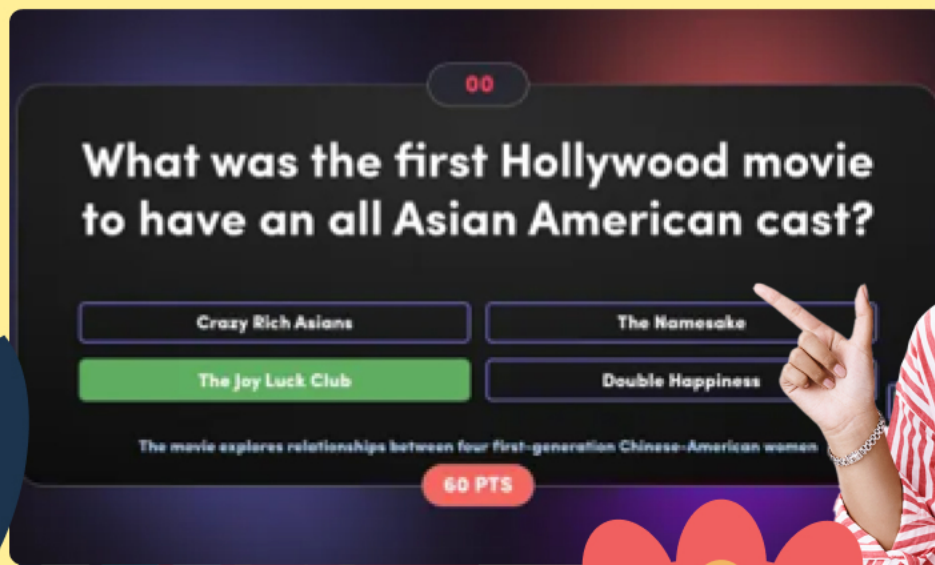 00
What was the first Hollywood movie
to have an all Asian American cast?
Crazy Rich Asians
The Namesake
The Joy Luck Club
Double Happiness
The movie explores relationships between four first-generation Chinese-American women
60 PTS